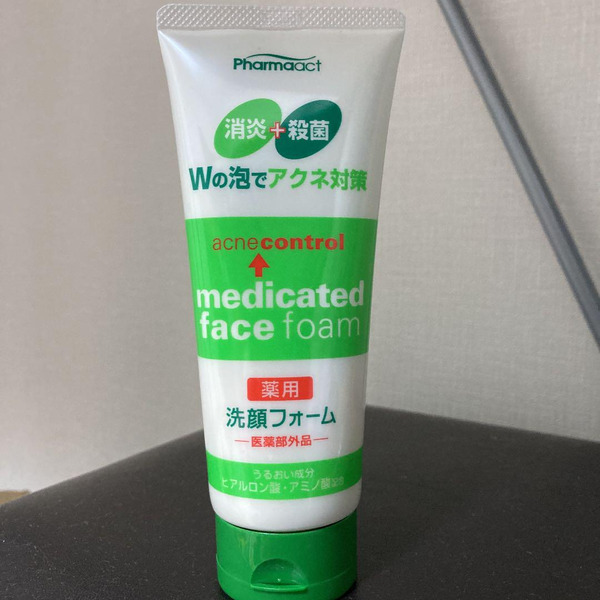 Pharmaact
消炎+殺菌
Wの泡でアクネ対策
acnecontrol
medicated
face foam
薬用
洗顔フォーム
医薬部外品
うるおい成分
ヒアルロン酸・アミノ酸配合